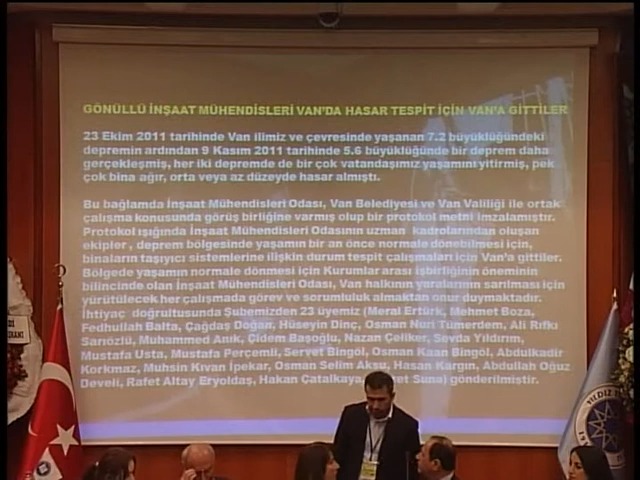 GÖNÜLLÜ İNŞAAT MÜHENDİSLERİ VAN'DA HASAR TESPİT İÇİN VAN'A GİTTİLER
23 Ekim 2011 tarihinde Van ilimiz ve çevresinde yaşanan 7.2 büyüklüğündeki
depremin ardından 9 Kasım 2011 tarihinde 5.6 büyüklüğünde bir deprem daha
gerçekleşmiş, her iki depremde de bir çok vatandaşımız yaşamını yitirmiş, pek
çok bina ağır, orta veya az düzeyde hasar almıştı.
Bu bağlamda İnşaat Mühendisleri Odası, Van Belediyesi ve Van Valiliği ile ortak
çalışma konusunda görüş birliğine varmış olup bir protokol metni imzalamıştır.
Protokol ışığında İnşaat Mühendisleri Odasının uzman kadrolarından oluşan
ekipler , deprem bölgesinde yaşamın bir an önce normale dönebilmesi için,
binaların taşıyıcı sistemlerine ilişkin durum tespit çalışmaları için Van'a gittiler.
Bölgede yaşamın normale dönmesi için Kurumlar arası işbirliğinin öneminin
bilincinde olan İnşaat Mühendisleri Odası, Van halkının yaralarının sarılması için
yürütülecek her çalışmada görev ve sorumluluk almaktan onur duymaktadır.
İhtiyaç doğrultusunda Şubemizden 23 üyemiz (Meral Ertürk, Mehmet Boza,
Fedhullah Balta, Çağdaş Doğan, Hüseyin Dinç, Osman Nuri Tümerdem, Ali Rıfkı
Sarıözlü, Muhammed Anık, Çidem Başoğlu, Nazan Çeliker, Sevda Yıldırım,
Mustafa Usta, Mustafa Perçemli, Servet Bingöl, Osman Kaan Bingöl, Abdulkadir
Korkmaz, Muhsin Kıvan İpekar, Osman Selim Aksu, Hasan Kurgın, Abdullah Oğuz
Develi, Rafet Altay Eryoldaş, Hakan Çatalkaya, Suna) gönderilmiştir.
YILDIZ